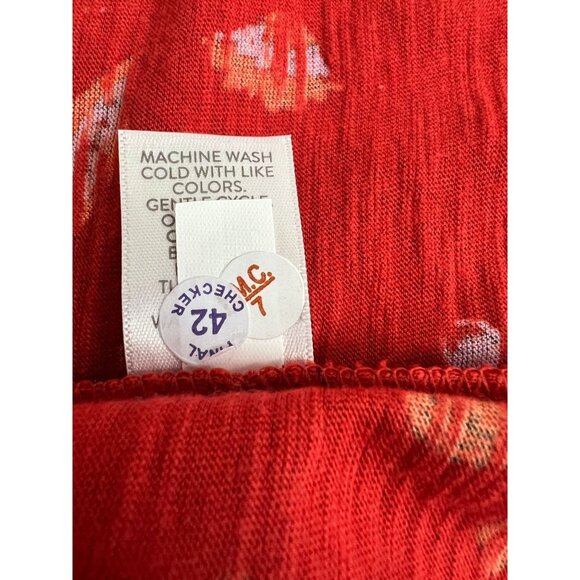 MACHINE WASH
COLD WITH LIKE
COLORS.
GENTLE CYCLE
M.C.
7
CHECKER
42
FINAL